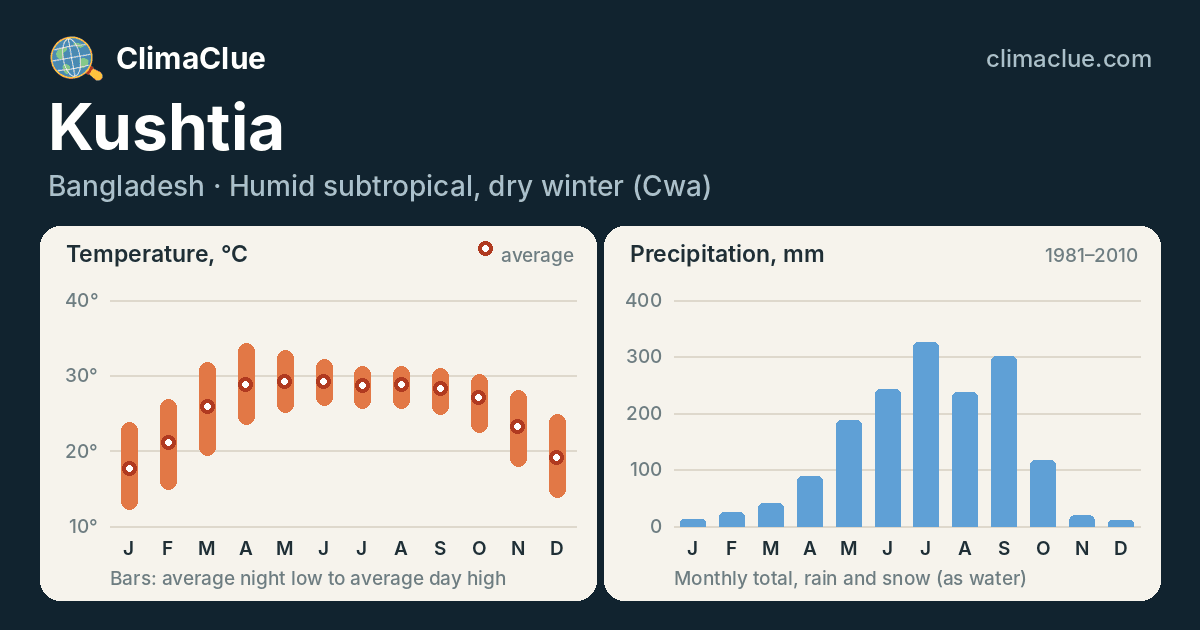 ClimaClue
climaclue.com
Kushtia
Bangladesh · Humid subtropical, dry winter (Cwa)
Temperature, °C
average
40°
30°
20°
10°
J F M A M J J A S O N D
Bars: average night low to average day high
Precipitation, mm
1981–2010
400
300
200
100
0
J F M A M J J A S O N D
Monthly total, rain and snow (as water)